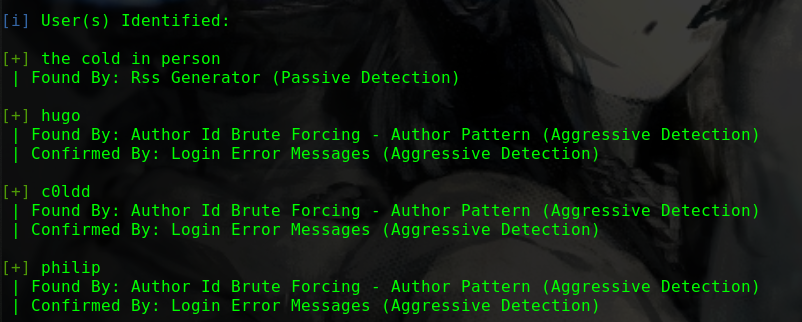 [i] User(s) Identified:
[+] the cold in person
| Found By: Rss Generator (Passive Detection)
[+] hugo
| Found By: Author Id Brute Forcing - Author Pattern (Aggressive Detection)
| Confirmed By: Login Error Messages (Aggressive Detection)
[+] c0ldd
| Found By: Author Id Brute Forcing - Author Pattern (Aggressive Detection)
| Confirmed By: Login Error Messages (Aggressive Detection)
[+] philip
| Found By: Author Id Brute Forcing - Author Pattern (Aggressive Detection)
| Confirmed By: Login Error Messages (Aggressive Detection)